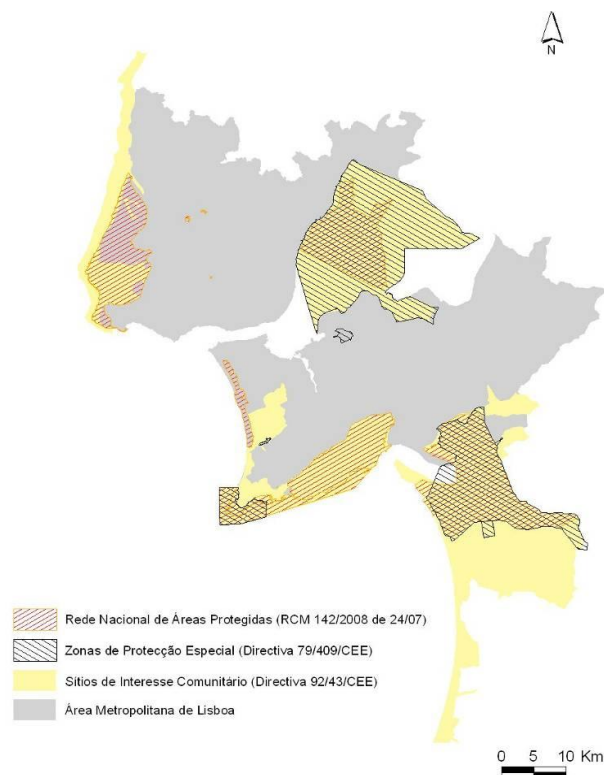 N
Rede Nacional de Áreas Protegidas (RCM 142/2008 de 24/07)
Zonas de Protecção Especial (Directiva 79/409/CEE)
Sítios de Interesse Comunitário (Directiva 92/43/CEE)
Área Metropolitana de Lisboa
0 5 10 Km